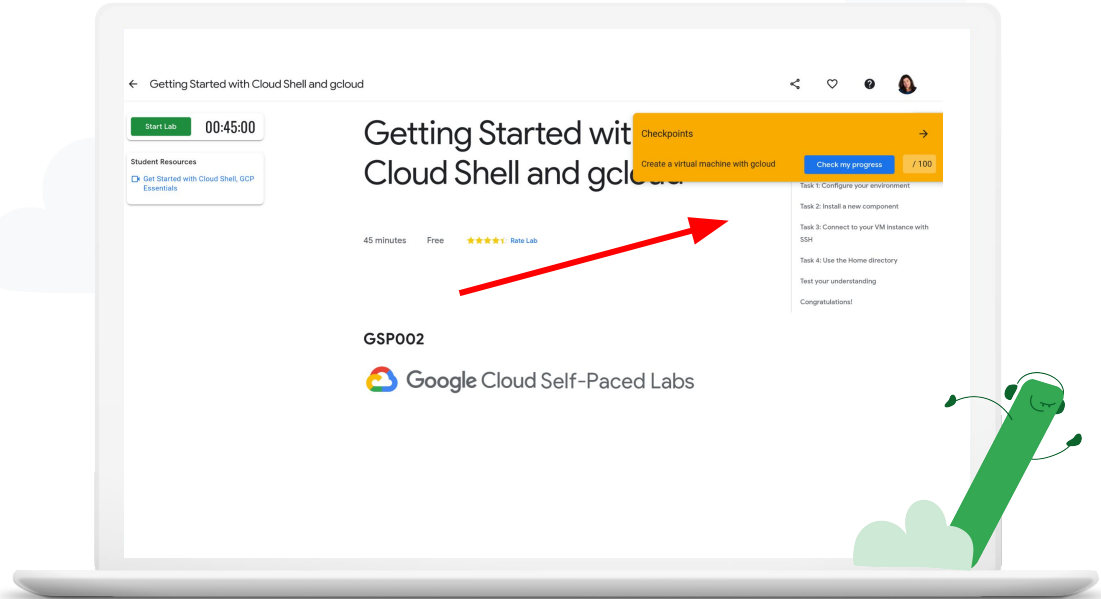 Getting Started with Cloud Shell and gcloud
Start Lab
00:45:00
Student Resources
Get Started with Cloud Shell, GCP
Essentials
Getting Started wit
Cloud Shell and gcloud
Checkpoints
Create a virtual machine with gcloud
Check my progress
/ 100
Task 1: Configure your environment
Task 2: Install a new component
Task 3: Connect to your VM instance with
SSH
Task 4: Use the Home directory
Test your understanding
Congratulations!
45 minutes
Free
Rate Lab
GSP002
Google Cloud Self-Paced Labs